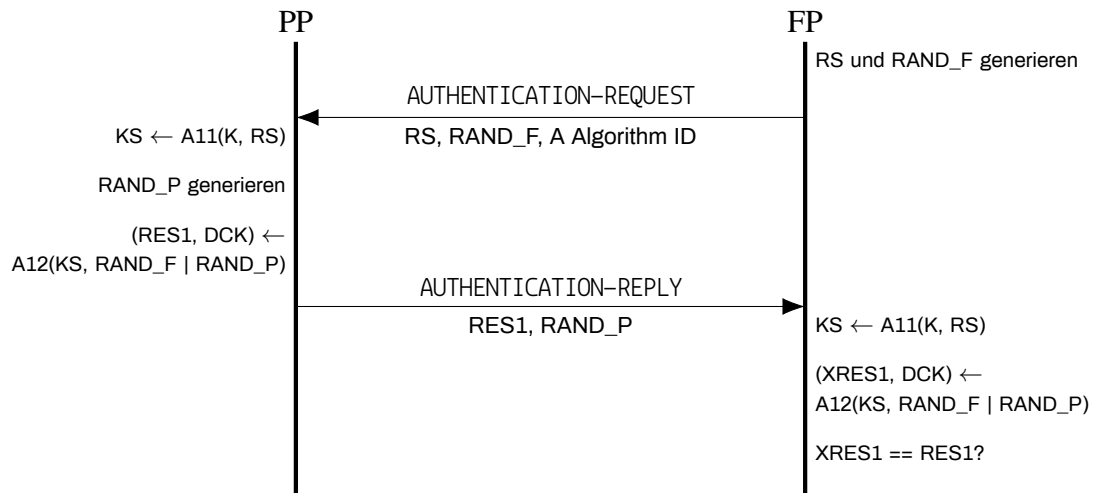 PP
FP
RS und RAND_F generieren
AUTHENTICATION–REQUEST
RS, RAND_F, A Algorithm ID
KS ← A11(K, RS)
RAND_P generieren
(RES1, DCK) ←
A12(KS, RAND_F | RAND_P)
AUTHENTICATION–REPLY
RES1, RAND_P
KS ← A11(K, RS)
(XRES1, DCK) ←
A12(KS, RAND_F | RAND_P)
XRES1 == RES1?